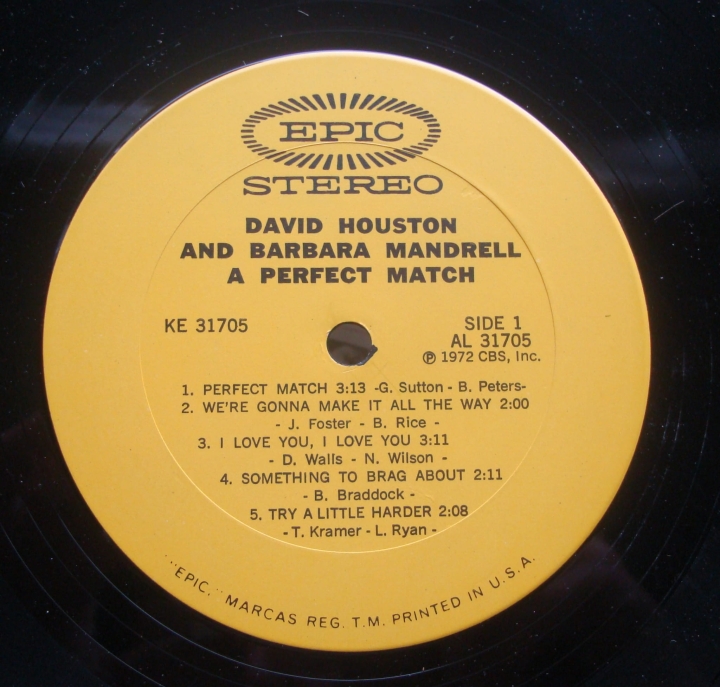 EPIC
STEREO
DAVID HOUSTON
AND BARBARA MANDRELL
A PERFECT MATCH
KE 31705
SIDE 1
AL 31705
Ⓟ 1972 CBS, Inc.
1. PERFECT MATCH 3:13 -G. Sutton - B. Peters-
2. WE'RE GONNA MAKE IT ALL THE WAY 2:00
- J. Foster - B. Rice -
3. I LOVE YOU, I LOVE YOU 3:11
- D. Walls - N. Wilson -
4. SOMETHING TO BRAG ABOUT 2:11
- B. Braddock -
5. TRY A LITTLE HARDER 2:08
- T. Kramer - L. Ryan -
"EPIC," MARCAS REG. T.M. PRINTED IN U.S.A.